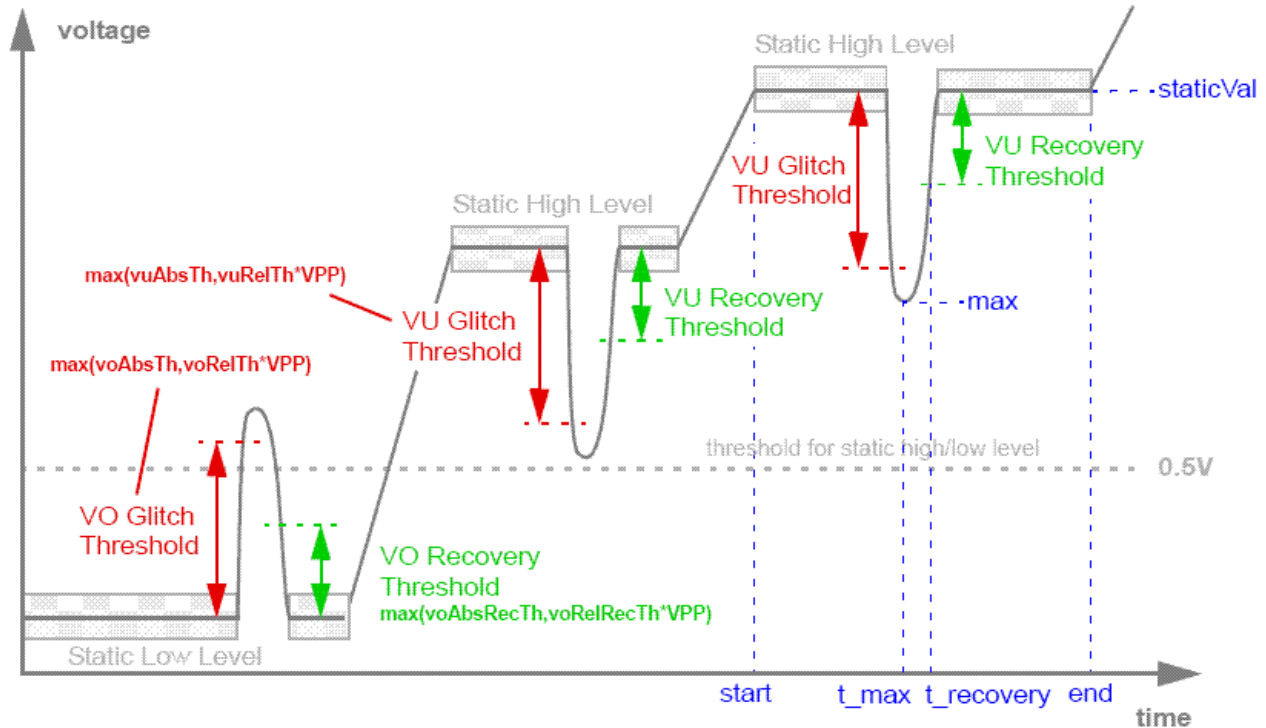 voltage
Static High Level
staticVal
VU Glitch
Threshold
VU Recovery
Threshold
Static High Level
max(vuAbsTh,vuRelTh*VPP)
VU Glitch
Threshold
VU Recovery
Threshold
max
max(voAbsTh,voRelTh*VPP)
threshold for static high/low level
0.5V
VO Glitch
Threshold
VO Recovery
Threshold
max(voAbsRecTh,voRelRecTh*VPP)
Static Low Level
start
t_max
t_recovery
end
time